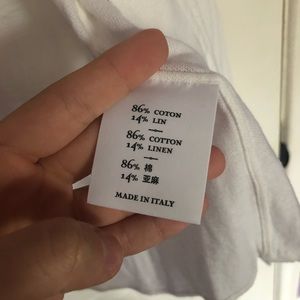 86% COTON
14% LIN
86% COTTON
14% LINEN
86% 棉
14% 亚麻
MADE IN ITALY